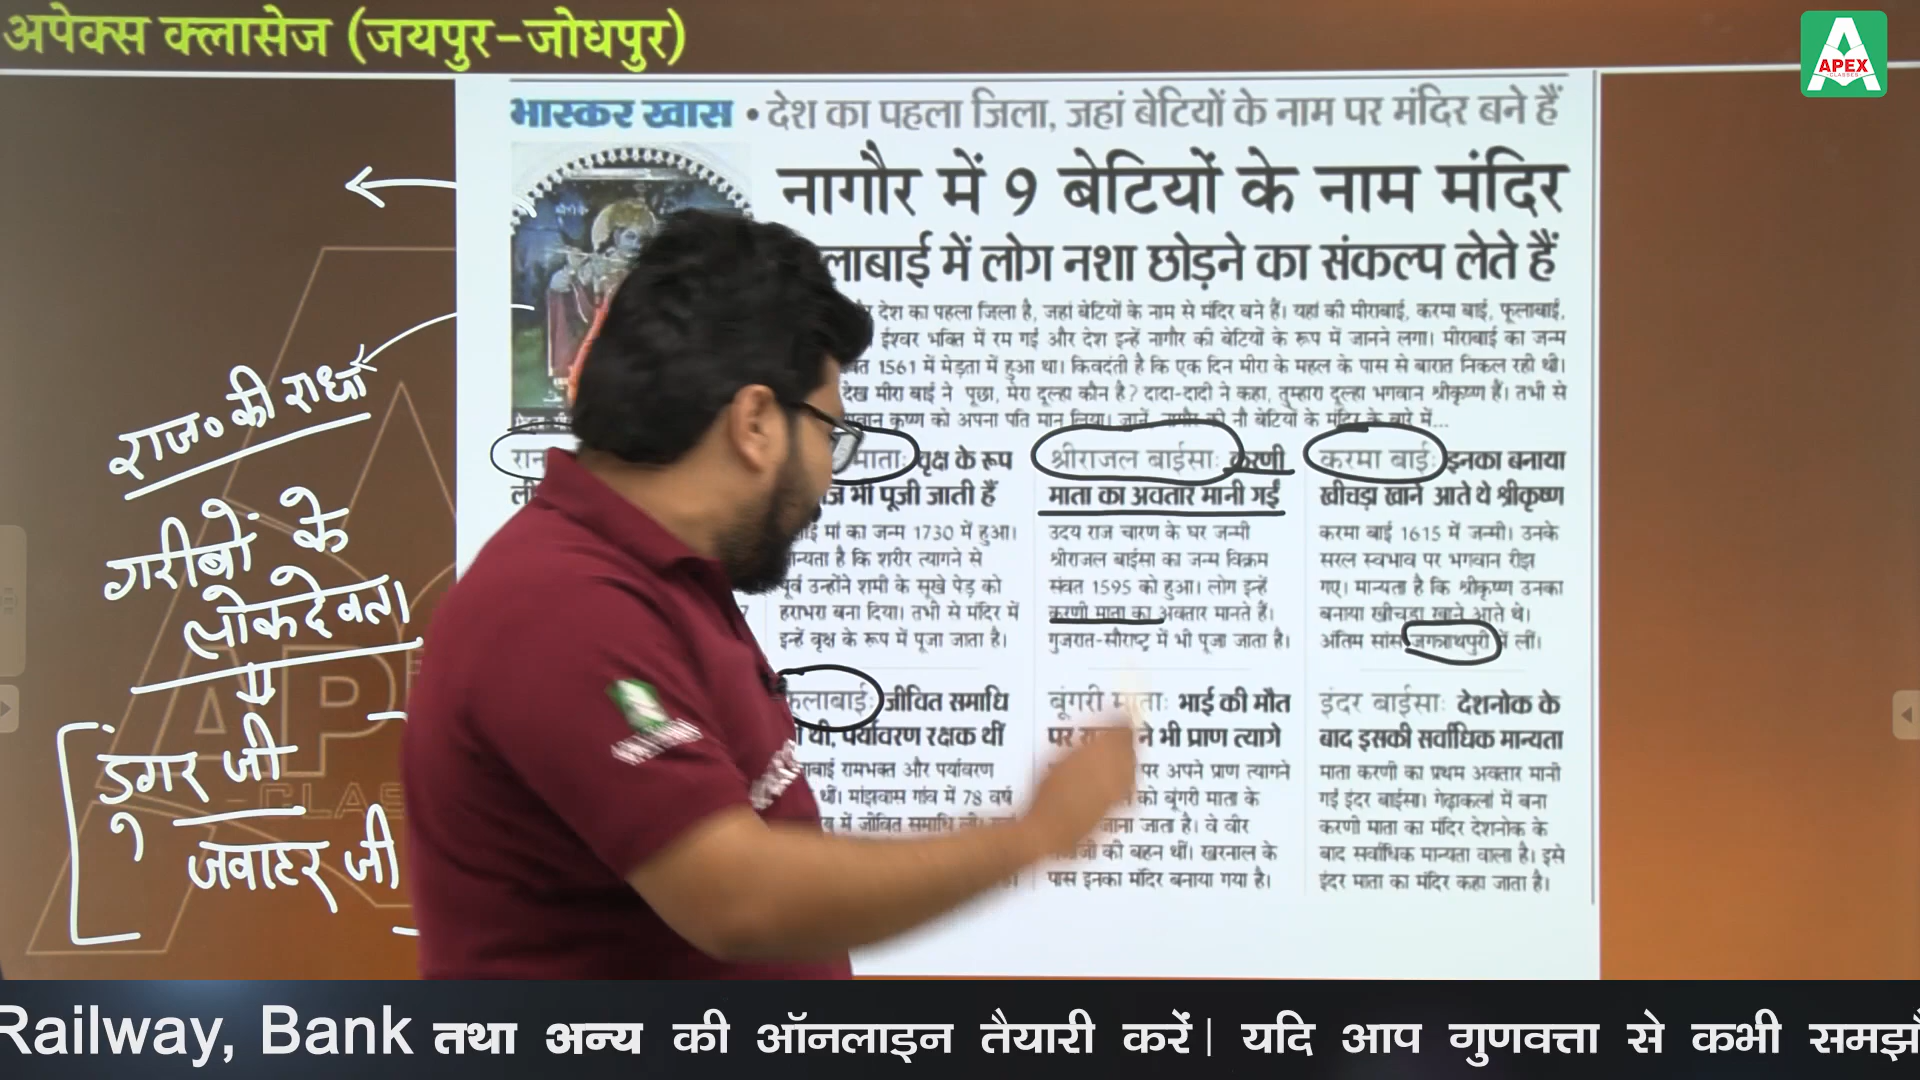 अपेक्स क्लासेज (जयपुर-जोधपुर)
APEX
CLASSES
भास्कर खास • देश का पहला जिला, जहां बेटियों के नाम पर मंदिर बने हैं
नागौर में 9 बेटियों के नाम मंदिर
लाबाई में लोग नशा छोड़ने का संकल्प लेते हैं
देश का पहला जिला है, जहां बेटियों के नाम से मंदिर बने हैं। यहां की मीराबाई, करमा बाई, फूलाबाई,
ईश्वर भक्ति में रम गईं और देश इन्हें नागौर की बेटियों के रूप में जानने लगा। मीराबाई का जन्म
1561 में मेड़ता में हुआ था। किवदंती है कि एक दिन मीरा के महल के पास से बारात निकल रही थी।
देख मीरा बाई ने पूछा, मेरा दूल्हा कौन है? दादा-दादी ने कहा, तुम्हारा दूल्हा भगवान श्रीकृष्ण हैं। तभी से
कृष्ण को अपना पति मान लिया। जानें, नागौर की नौ बेटियों के मंदिर के बारे में...
रान
माता: वृक्ष के रूप
भी पूजी जाती हैं
मां का जन्म 1730 में हुआ।
है कि शरीर त्यागने से
पूर्व उन्होंने शमी के सूखे पेड़ को
हराभरा बना दिया। तभी से मंदिर में
इन्हें वृक्ष के रूप में पूजा जाता है।
श्रीराजल बाईसा: करणी
माता का अवतार मानी गईं
उदय राज चारण के घर जन्मी
श्रीराजल बाईसा का जन्म विक्रम
संवत 1595 को हुआ। लोग इन्हें
करणी माता का अवतार मानते हैं।
गुजरात-सौराष्ट्र में भी पूजा जाता है।
करमा बाई: इनका बनाया
खीचड़ा खाने आते थे श्रीकृष्ण
करमा बाई 1615 में जन्मी। उनके
सरल स्वभाव पर भगवान रीझ
गए। मान्यता है कि श्रीकृष्ण उनका
बनाया खीचड़ा खाने आते थे।
अंतिम सांस जगन्नाथपुरी में लीं।
फूलाबाई: जीवित समाधि
थी, पर्यावरण रक्षक थीं
रामभक्त और पर्यावरण
थीं। मांझवास गांव में 78 वर्ष
में जीवित समाधि ली।
बूंगरी माता: भाई की मौत
पर ने भी प्राण त्यागे
पर अपने प्राण त्यागने
को बूंगरी माता के
जाना जाता है। वे वीर
की बहन थीं। खरनाल के
पास इनका मंदिर बनाया गया है।
इंदर बाईसा: देशनोक के
बाद इसकी सर्वाधिक मान्यता
माता करणी का प्रथम अवतार मानी
गईं इंदर बाईसा। गेढ़ाकलां में बना
करणी माता का मंदिर देशनोक के
बाद सर्वाधिक मान्यता वाला है। इसे
इंदर माता का मंदिर कहा जाता है।
राज० की राधा
गरीबों के
लोकदेवता
डूंगर जी
जवाहर जी
Railway, Bank तथा अन्य की ऑनलाइन तैयारी करें| यदि आप गुणवत्ता से कभी समझौ